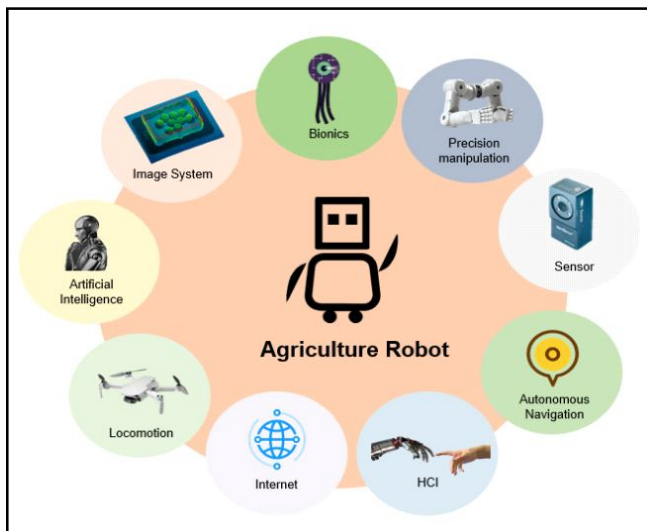 Bionics
Precision
manipulation
Image System
Sensor
Artificial
Intelligence
Agriculture Robot
Autonomous
Navigation
Locomotion
Internet
HCI